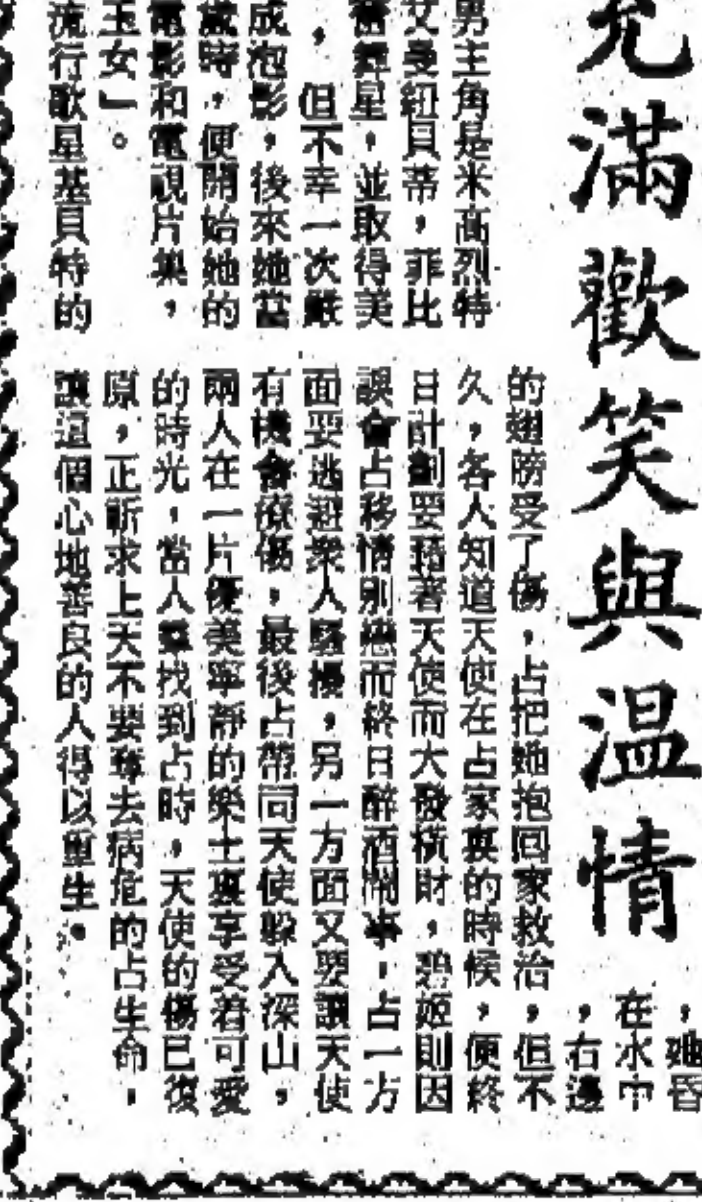 充滿歡笑與温情
，她昏
在水中
，右邊
的翅膀受了傷，占把她抱回家救治，但不
久，各人知道天使在占家裏的時候，便終
日計劃要藉著天使而大發橫財，碧姬則因
誤會占移情別戀而終日醉酒鬧事，占一方
面要逃避衆人騷擾，另一方面又要讓天使
有機會療傷，最後占帶同天使躲入深山，
兩人在一片優美寧靜的樂土裏享受着可愛
的時光，當人羣找到占時，天使的傷已復
原，正祈求上天不要奪去病危的占生命，
讓這個心地善良的人得以重生。
男主角是米高烈特
艾曼紐貝蒂，菲比
舊舞星，並取得美
，但不幸一次
成泡影，後來她當
歲時，便開始她的
電影和電視片集，
玉女」。
流行歌星基貝特的